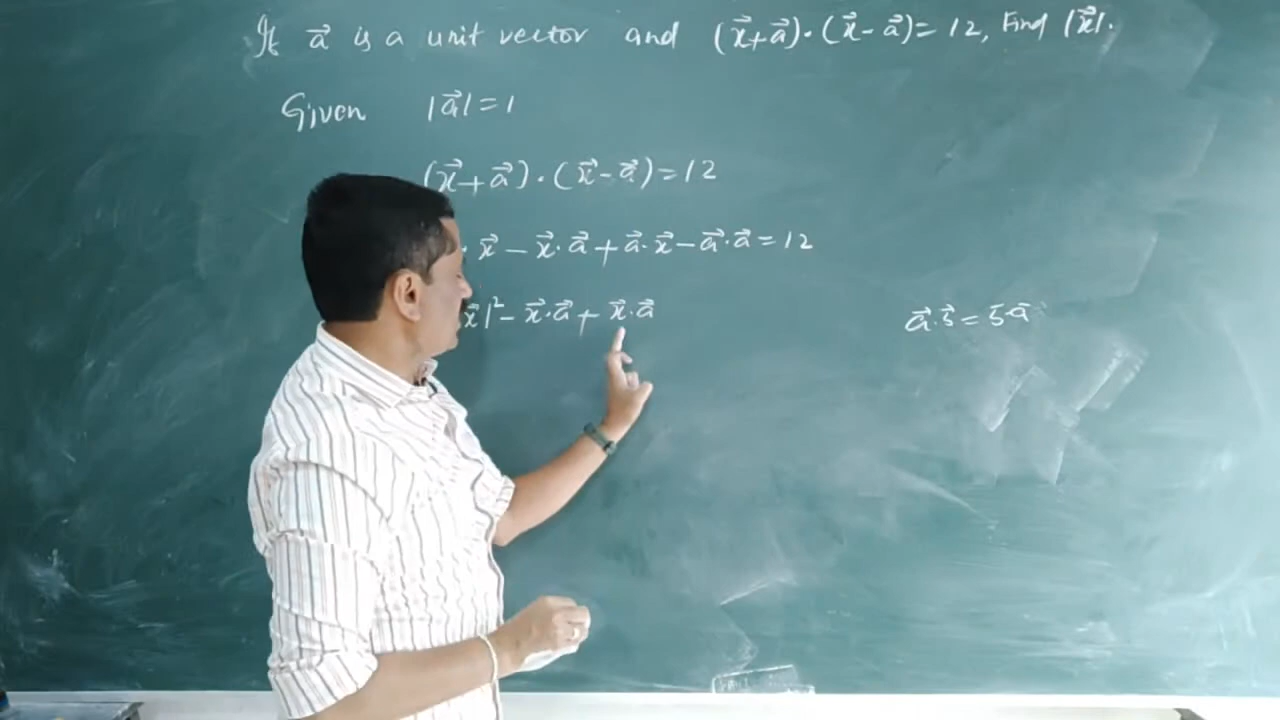 If a⃗ is a unit vector and (x⃗+a⃗)·(x⃗-a⃗)=12, Find |x⃗|.
Given |a⃗|=1
(x⃗+a⃗)·(x⃗-a⃗)=12
·x⃗-x⃗·a⃗+a⃗·x⃗-a⃗·a⃗=12
x⃗|²-x⃗·a⃗+x⃗·a⃗
a⃗·b⃗=b⃗·a⃗